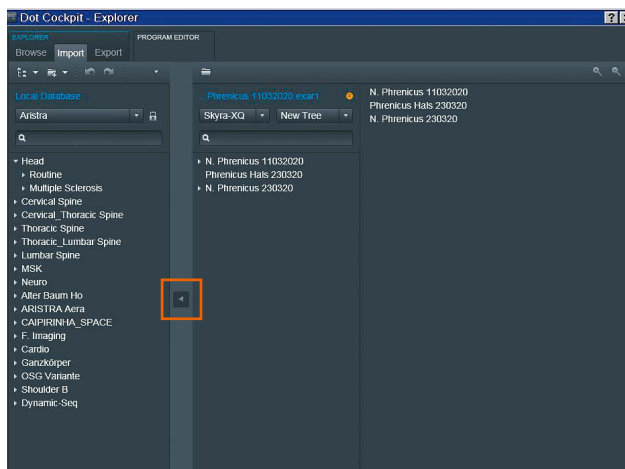 Dot Cockpit - Explorer
EXPLORER
PROGRAM EDITOR
Browse Import Export
Local Database
Aristra
Head
Routine
Multiple Sclerosis
Cervical Spine
Cervical_Thoracic Spine
Thoracic Spine
Thoracic_Lumbar Spine
Lumbar Spine
MSK
Neuro
Alter Baum Ho
ARISTRA Aera
CAIPIRINHA_SPACE
F. Imaging
Cardio
Ganzkörper
OSG Variante
Shoulder B
Dynamic-Seq
..Phrenicus 11032020.exar1
Skyra-XQ New Tree
N. Phrenicus 11032020
Phrenicus Hals 230320
N. Phrenicus 230320
N. Phrenicus 11032020
Phrenicus Hals 230320
N. Phrenicus 230320